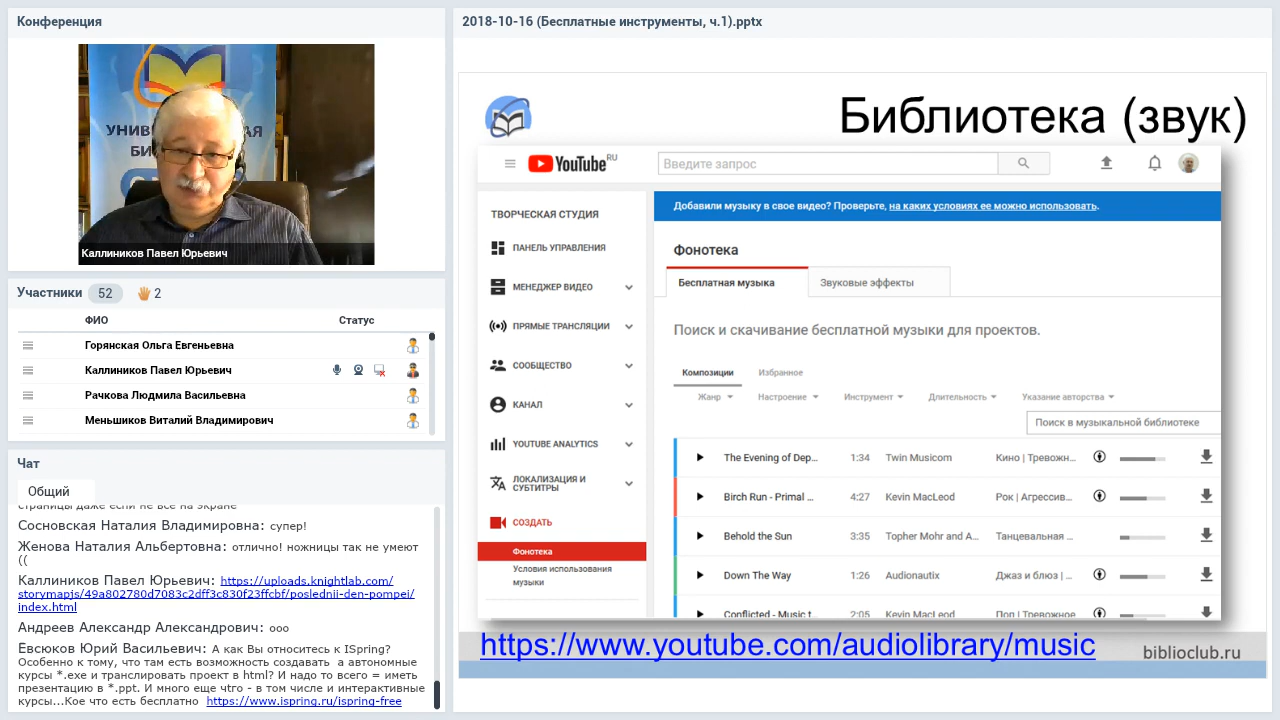 Конференция
УНИВЕРСИТЕТСКАЯ
Каллиников Павел Юрьевич
Участники 52 2
ФИО Статус
Горянская Ольга Евгеньевна
Каллиников Павел Юрьевич
Рачкова Людмила Васильевна
Меньшиков Виталий Владимирович
Чат
Общий
страницы даже если не все на экране
Сосновская Наталия Владимировна: супер!
Женова Наталия Альбертовна: отлично! ножницы так не умеют
((
Каллиников Павел Юрьевич: https://uploads.knightlab.com/
storymapjs/49a802780d7083c2dff3c830f23ffcbf/poslednii-den-pompei/
index.html
Андреев Александр Александрович: ооо
Евсюков Юрий Васильевич: А как Вы относитесь к ISpring?
Особенно к тому, что там есть возможность создавать а автономные
курсы *.exe и транслировать проект в html? И надо то всего = иметь
презентацию в *.ppt. И много еще чтго - в том числе и интерактивные
курсы...Кое что есть бесплатно https://www.ispring.ru/ispring-free
2018-10-16 (Бесплатные инструменты, ч.1).pptx
Библиотека (звук)
YouTube RU
Введите запрос
ТВОРЧЕСКАЯ СТУДИЯ
ПАНЕЛЬ УПРАВЛЕНИЯ
МЕНЕДЖЕР ВИДЕО
ПРЯМЫЕ ТРАНСЛЯЦИИ
СООБЩЕСТВО
КАНАЛ
YOUTUBE ANALYTICS
ЛОКАЛИЗАЦИЯ И
СУБТИТРЫ
СОЗДАТЬ
Фонотека
Условия использования
музыки
Добавили музыку в свое видео? Проверьте, на каких условиях ее можно использовать.
Фонотека
Бесплатная музыка Звуковые эффекты
Поиск и скачивание бесплатной музыки для проектов.
Композиции Избранное
Жанр Настроение Инструмент Длительность Указание авторства
Поиск в музыкальной библиотеке
The Evening of Dep... 1:34 Twin Musicom Кино | Тревожн...
Birch Run - Primal ... 4:27 Kevin MacLeod Рок | Агрессив...
Behold the Sun 3:35 Topher Mohr and A... Танцевальная ...
Down The Way 1:26 Audionautix Джаз и блюз | ...
Conflicted - Music t... 2:05 Kevin MacLeod Поп | Тревожное
https://www.youtube.com/audiolibrary/music
biblioclub.ru